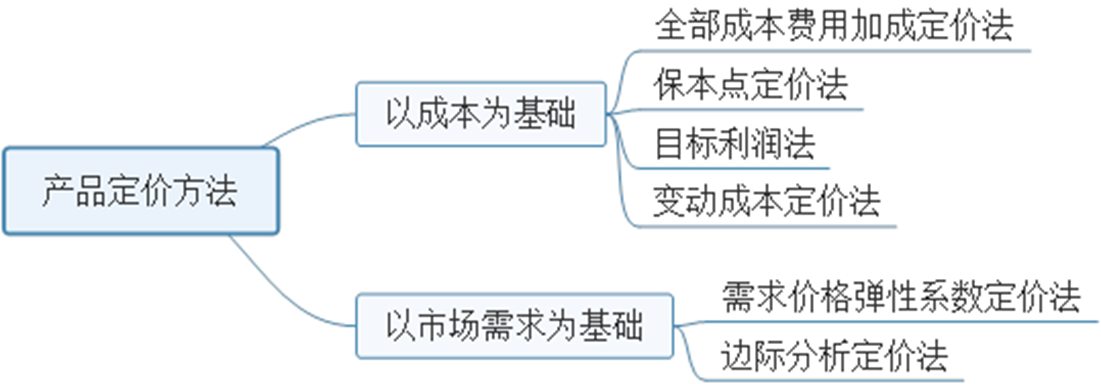 产品定价方法
以成本为基础
全部成本费用加成定价法
保本点定价法
目标利润法
变动成本定价法
以市场需求为基础
需求价格弹性系数定价法
边际分析定价法